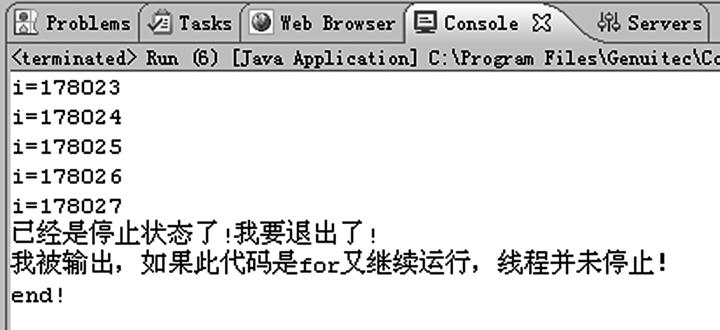 Problems Tasks Web Browser Console Servers
<terminated> Run (6) [Java Application] C:\Program Files\Genuitec\Co
i=178023
i=178024
i=178025
i=178026
i=178027
已经是停止状态了!我要退出了!
我被输出，如果此代码是for又继续运行，线程并未停止!
end!